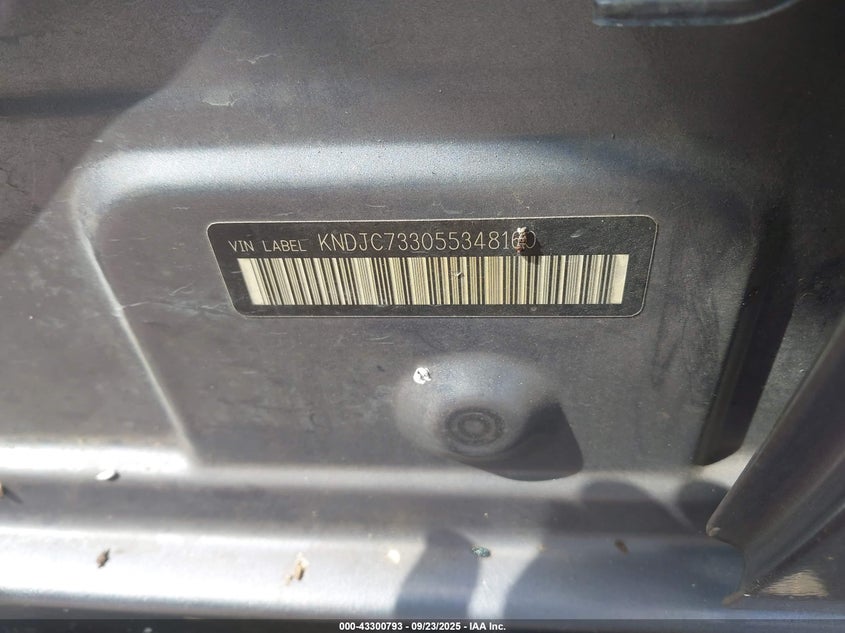 VIN LABEL KNDJC733055348160
000-43300793 - 09/23/2025 - IAA Inc.